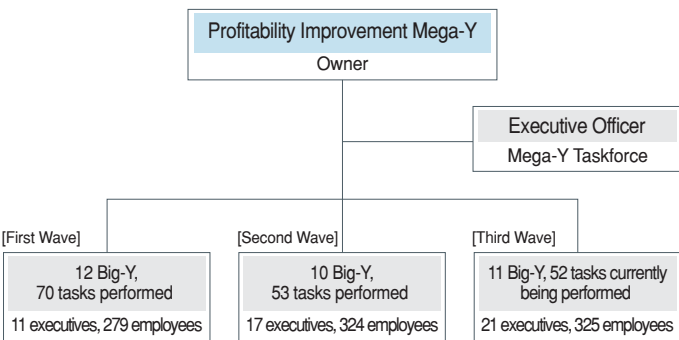 Profitability Improvement Mega-Y
Owner
Executive Officer
Mega-Y Taskforce
[First Wave]
12 Big-Y,
70 tasks performed
11 executives, 279 employees
[Second Wave]
10 Big-Y,
53 tasks performed
17 executives, 324 employees
[Third Wave]
11 Big-Y, 52 tasks currently
being performed
21 executives, 325 employees